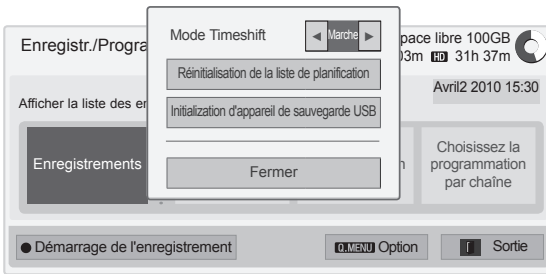 Mode Timeshift ◄ Marche ►
Réinitialisation de la liste de planification
Initialization d'appareil de sauvegarde USB
Fermer
Enregistr./Progra
pace libre 100GB
03m HD 31h 37m
Avril2 2010 15:30
Afficher la liste des en
Enregistrements
Choisissez la
programmation
par chaîne
● Démarrage de l'enregistrement
Q.MENU Option
Sortie